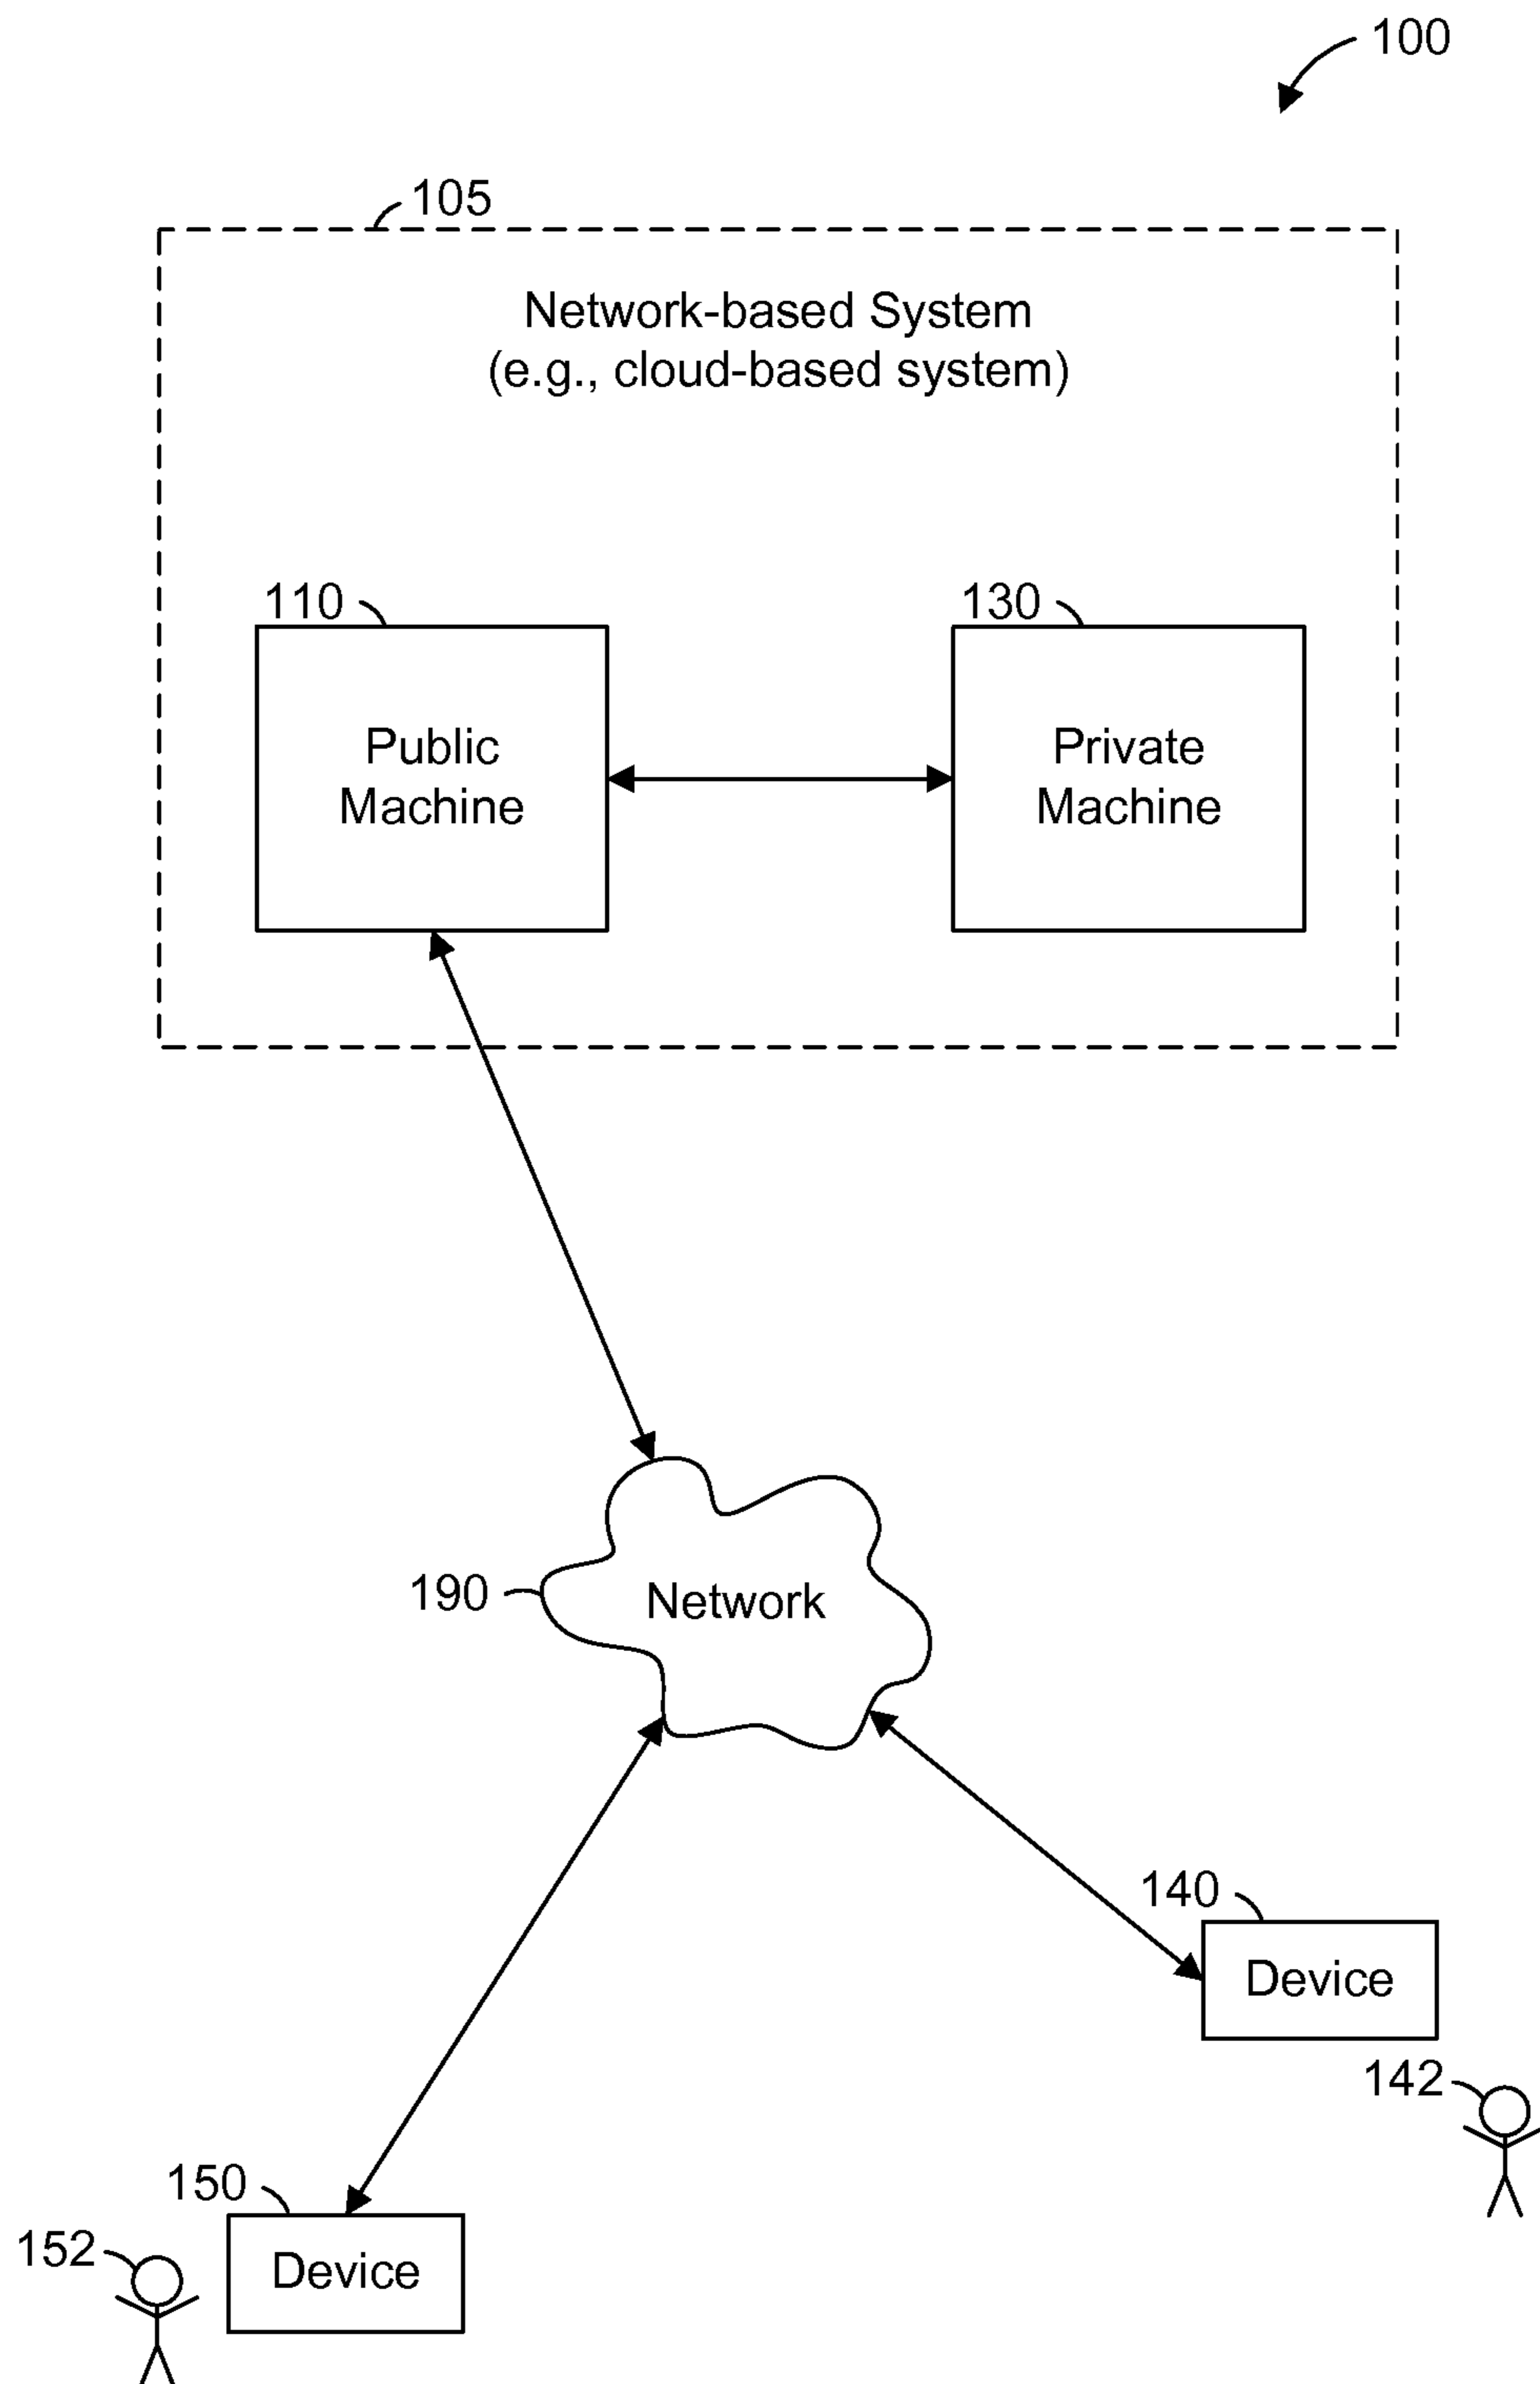 100
105
Network-based System
(e.g., cloud-based system)
110
130
Public
Machine
Private
Machine
190
Network
140
Device
142
150
152
Device